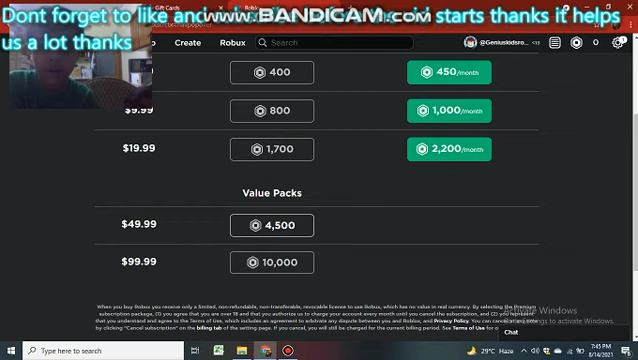 Dont forget to like and www.BANDICAM.com starts thanks it helps
us a lot thanks
Gift Cards
Create Robux Search @Geniuskidsro... <13 0
400 450/month
$9.99 800 1,000/month
$19.99 1,700 2,200/month
Value Packs
$49.99 4,500
$99.99 10,000
When you buy Robux you receive only a limited, non-refundable, non-transferable, revocable license to use Robux, which has no value in real currency. By selecting the Premium
subscription package, (1) you agree that you are over 18 and that you authorize us to charge your account every month until you cancel the subscription, and (2) you
that you understand and agree to the Terms of Use, which includes an agreement to arbitrate any dispute between you and Roblox, and Privacy Policy. You can cancel
by clicking "Cancel subscription" on the billing tab of the setting page. If you cancel, you will still be charged for the current billing period. See Terms of Use for
Activate Windows
Go to Settings to activate Windows.
Chat
Type here to search 29°C Haze 7:45 PM
8/14/2021